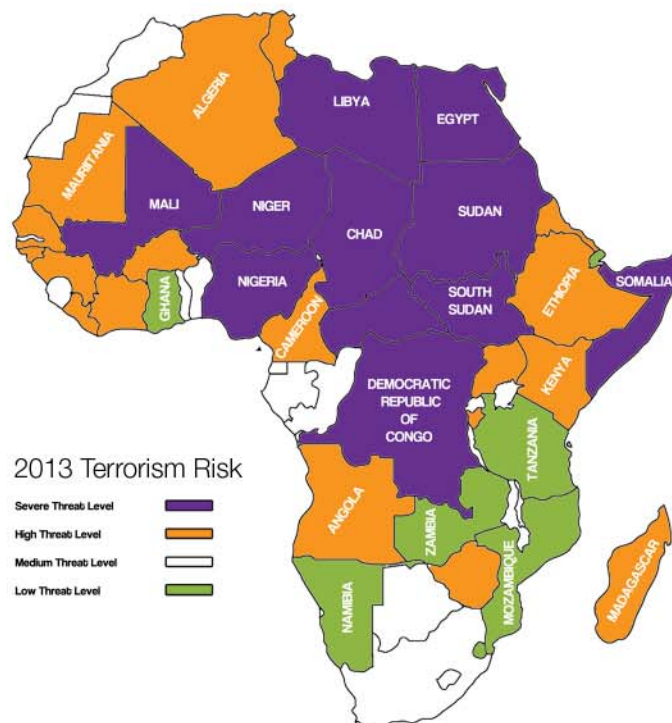 ALGERIA
LIBYA
EGYPT
MAURITANIA
MALI
NIGER
CHAD
SUDAN
NIGERIA
GHANA
CAMEROON
SOUTH
SUDAN
ETHIOPIA
SOMALIA
KENYA
DEMOCRATIC
REPUBLIC
OF
CONGO
TANZANIA
ANGOLA
ZAMBIA
MOZAMBIQUE
NAMIBIA
MADAGASCAR
2013 Terrorism Risk
Severe Threat Level
High Threat Level
Medium Threat Level
Low Threat Level